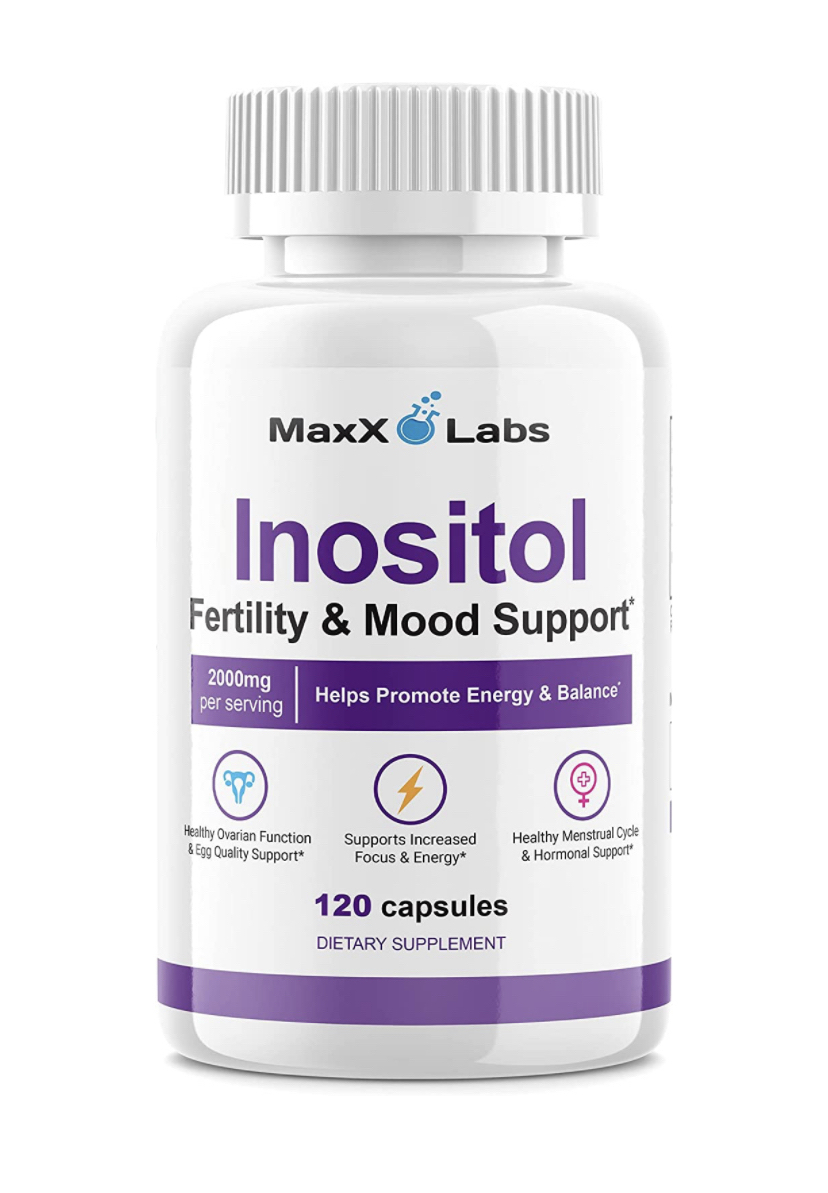 MaxX Labs
Inositol
Fertility & Mood Support*
2000mg
per serving
Helps Promote Energy & Balance*
Healthy Ovarian Function
& Egg Quality Support*
Supports Increased
Focus & Energy*
Healthy Menstrual Cycle
& Hormonal Support*
120 capsules
DIETARY SUPPLEMENT